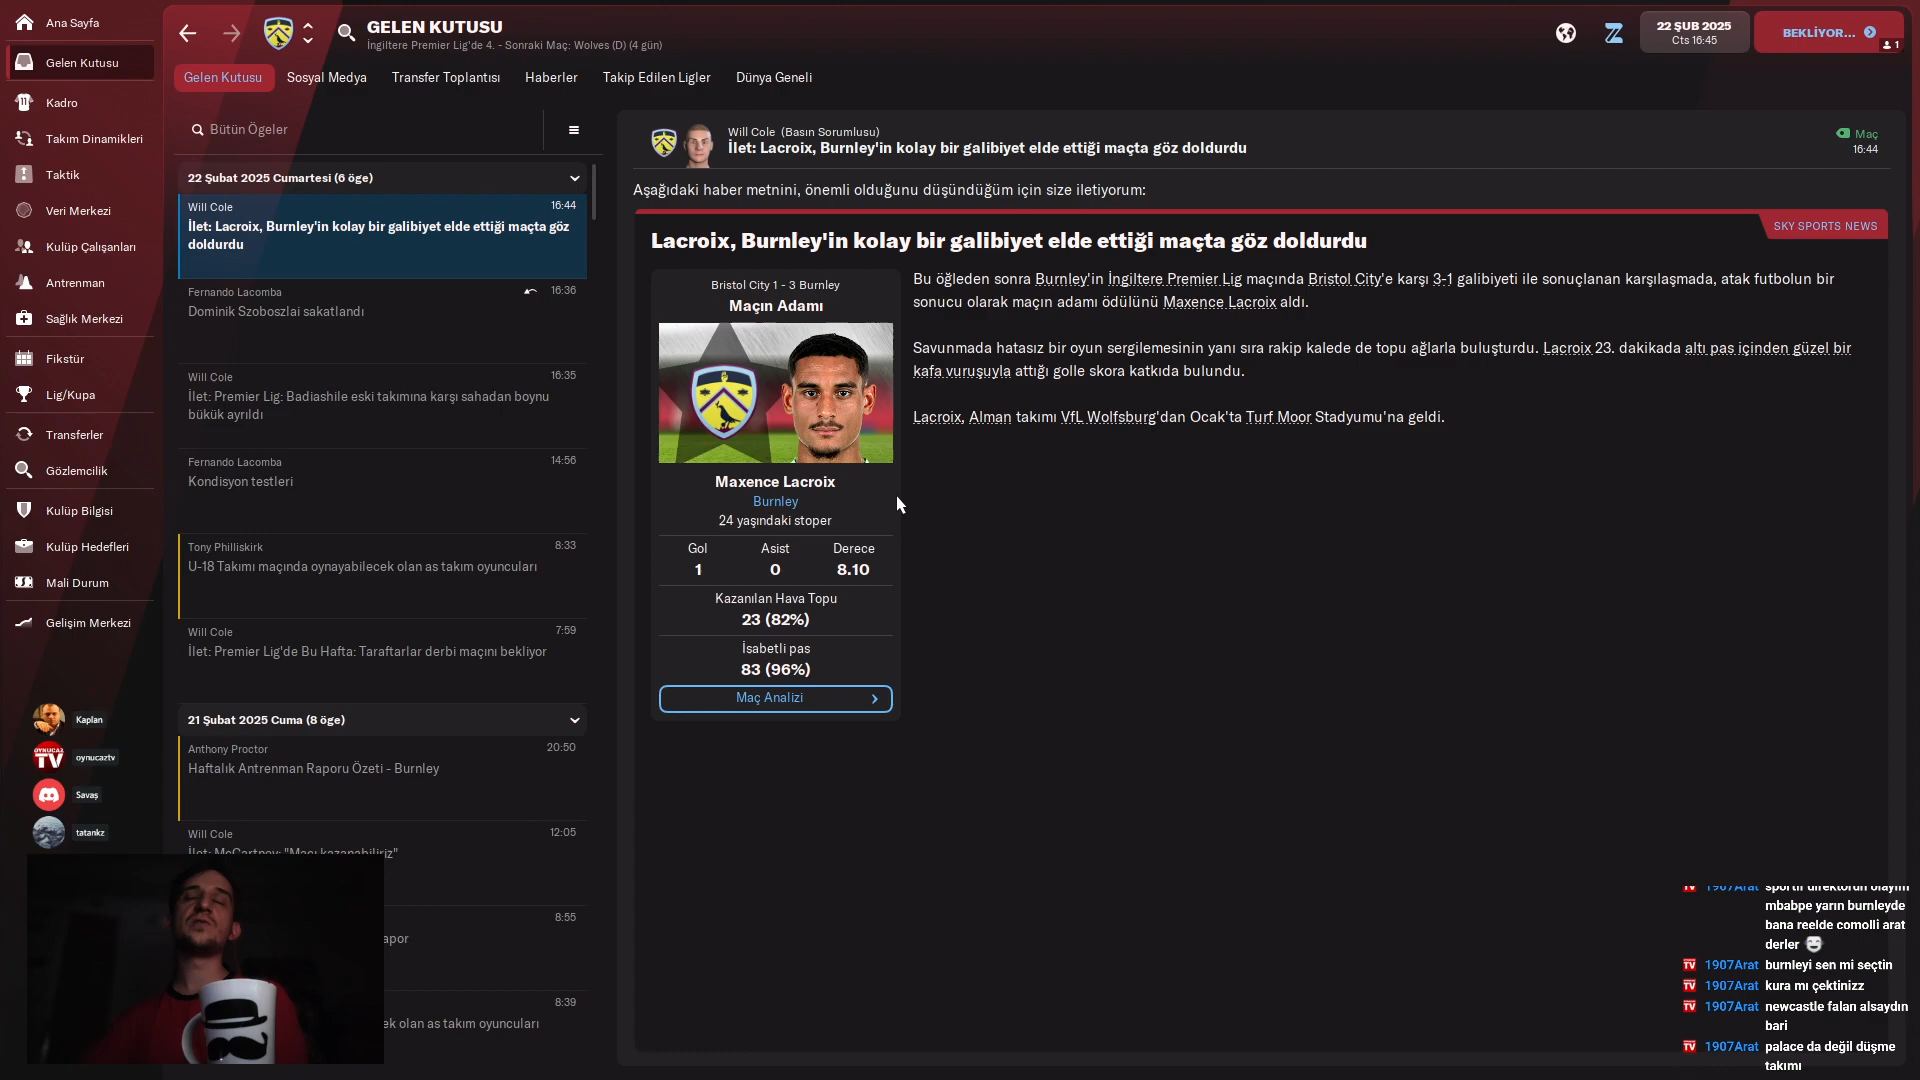 Ana Sayfa
Gelen Kutusu
Kadro
Takım Dinamikleri
Taktik
Veri Merkezi
Kulüp Çalışanları
Antrenman
Sağlık Merkezi
Fikstür
Lig/Kupa
Transferler
Gözlemcilik
Kulüp Bilgisi
Kulüp Hedefleri
Mali Durum
Gelişim Merkezi
Kaplan
oynucaztv
Savaş
tatankz
GELEN KUTUSU
İngiltere Premier Lig'de 4. - Sonraki Maç: Wolves (D) (4 gün)
22 ŞUB 2025
Cts 16:45
BEKLİYOR...
1
Gelen Kutusu Sosyal Medya Transfer Toplantısı Haberler Takip Edilen Ligler Dünya Geneli
Bütün Ögeler
22 Şubat 2025 Cumartesi (6 öge)
Will Cole 16:44
İlet: Lacroix, Burnley'in kolay bir galibiyet elde ettiği maçta göz
doldurdu
Fernando Lacomba 16:36
Dominik Szoboszlai sakatlandı
Will Cole 16:35
İlet: Premier Lig: Badiashile eski takımına karşı sahadan boynu
bükük ayrıldı
Fernando Lacomba 14:56
Kondisyon testleri
Tony Philliskirk 8:33
U-18 Takımı maçında oynayabilecek olan as takım oyuncuları
Will Cole 7:59
İlet: Premier Lig'de Bu Hafta: Taraftarlar derbi maçını bekliyor
21 Şubat 2025 Cuma (8 öge)
Anthony Proctor 20:50
Haftalık Antrenman Raporu Özeti - Burnley
Will Cole 12:05
İlet: McCartney: "Maçı kazanabiliriz"
8:55
apor
8:39
ek olan as takım oyuncuları
Will Cole (Basın Sorumlusu)
İlet: Lacroix, Burnley'in kolay bir galibiyet elde ettiği maçta göz doldurdu
Maç
16:44
Aşağıdaki haber metnini, önemli olduğunu düşündüğüm için size iletiyorum:
SKY SPORTS NEWS
Lacroix, Burnley'in kolay bir galibiyet elde ettiği maçta göz doldurdu
Bristol City 1 - 3 Burnley
Maçın Adamı
Maxence Lacroix
Burnley
24 yaşındaki stoper
Gol Asist Derece
1 0 8.10
Kazanılan Hava Topu
23 (82%)
İsabetli pas
83 (96%)
Maç Analizi
Bu öğleden sonra Burnley'in İngiltere Premier Lig maçında Bristol City'e karşı 3-1 galibiyeti ile sonuçlanan karşılaşmada, atak futbolun bir
sonucu olarak maçın adamı ödülünü Maxence Lacroix aldı.
Savunmada hatasız bir oyun sergilemesinin yanı sıra rakip kalede de topu ağlarla buluşturdu. Lacroix 23. dakikada altı pas içinden güzel bir
kafa vuruşuyla attığı golle skora katkıda bulundu.
Lacroix, Alman takımı VfL Wolfsburg'dan Ocak'ta Turf Moor Stadyumu'na geldi.
1907Arat sportif direktörün olayım
mbabpe yarın burnleyde
bana reelde comolli arat
derler
1907Arat burnleyi sen mi seçtin
1907Arat kura mı çektinizz
1907Arat newcastle falan alsaydın
bari
1907Arat palace da değil düşme
takımı